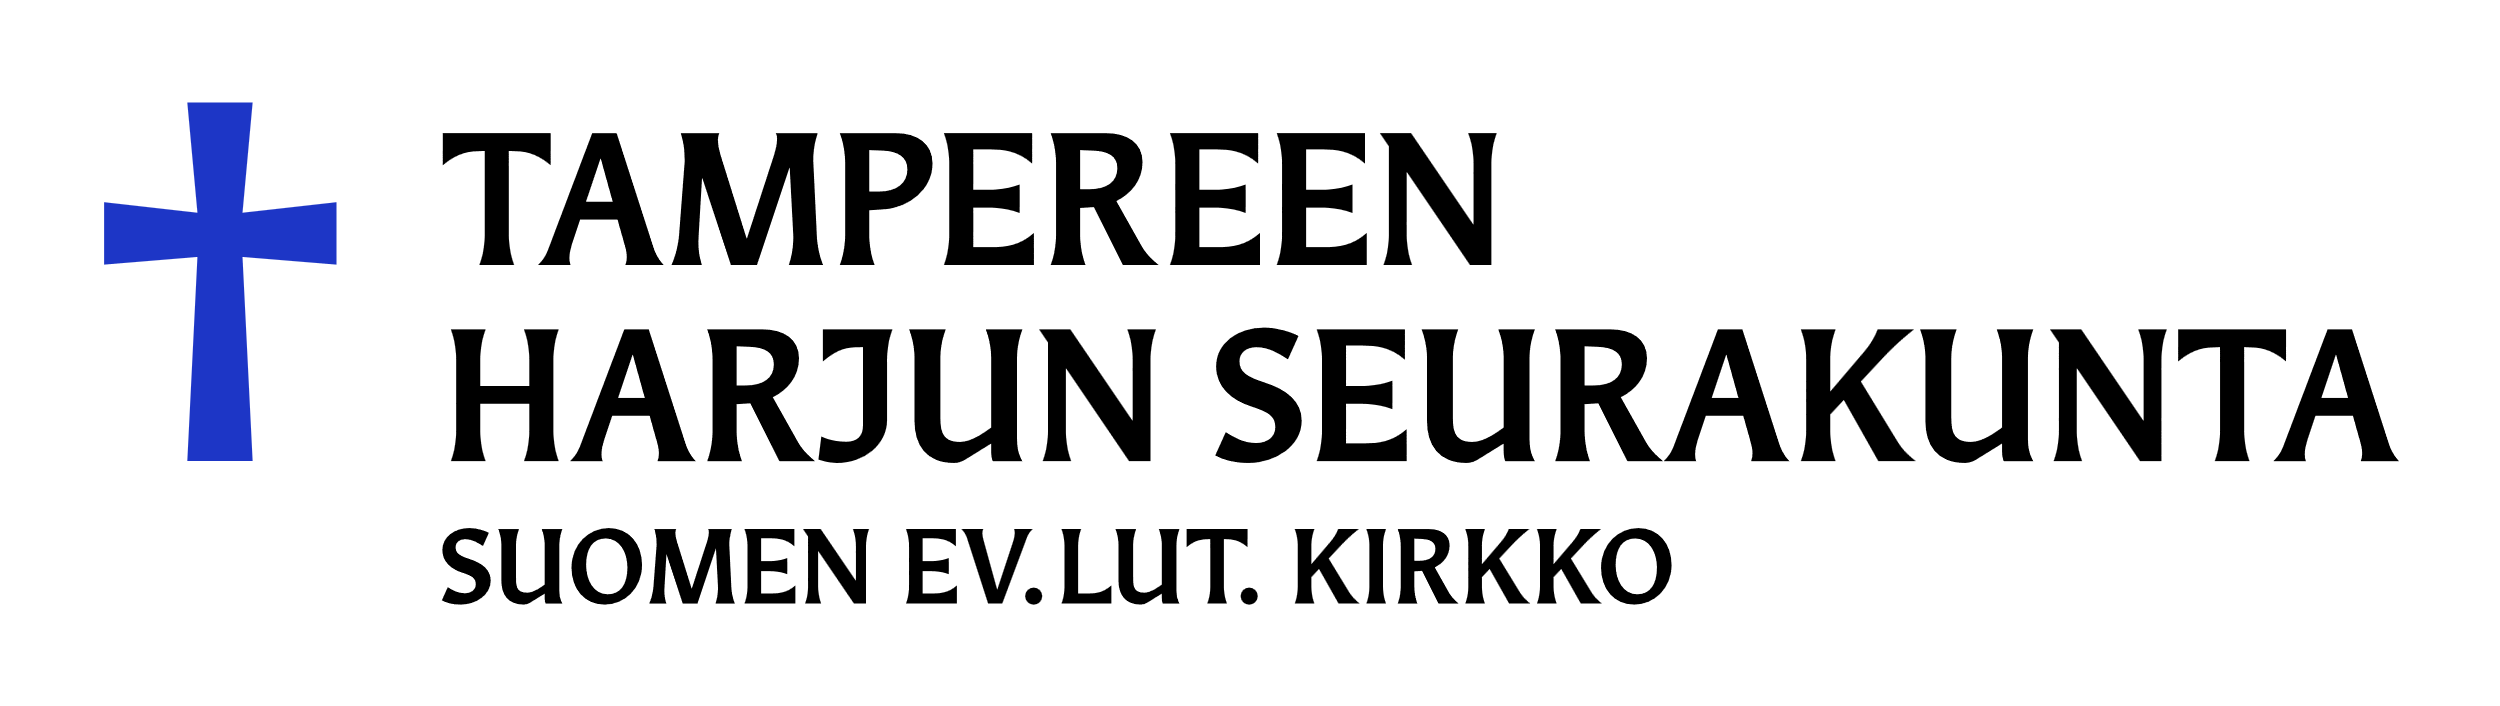 TAMPEREEN
HARJUN SEURAKUNTA
SUOMEN EV.LUT. KIRKKO